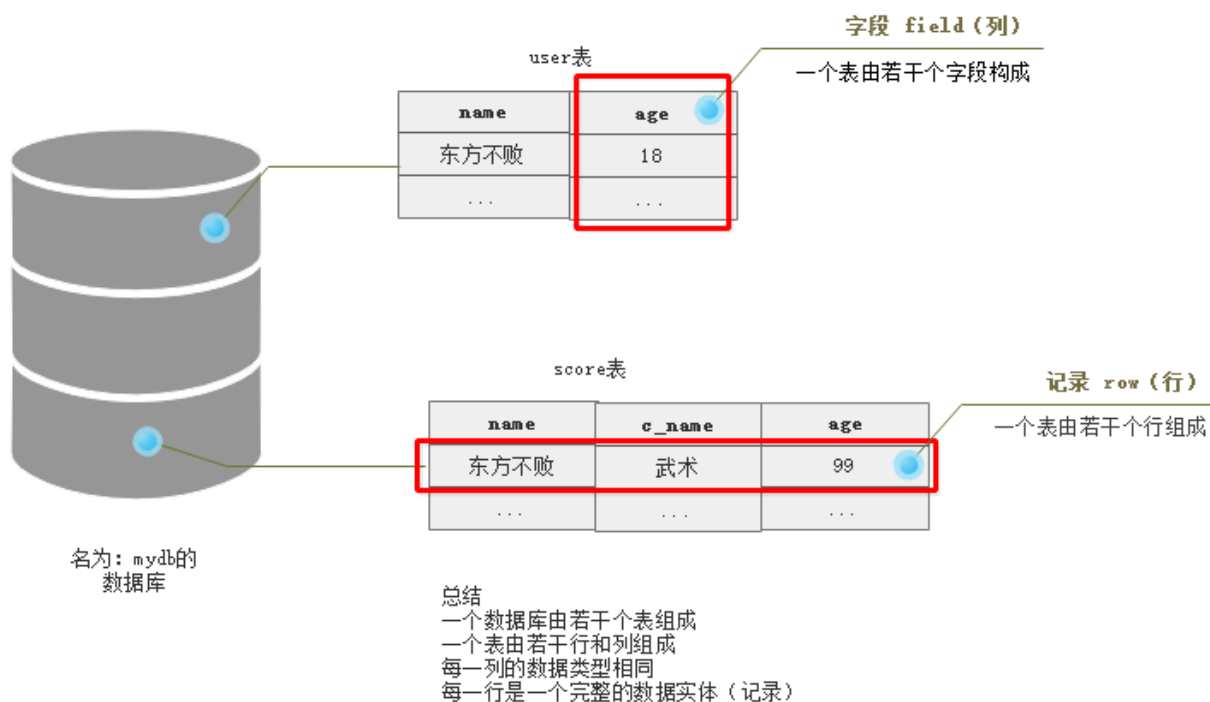 字段 field（列）
一个表由若干个字段构成
user表
name age
东方不败 18
... ...
score表
记录 row（行）
一个表由若干个行组成
name c_name age
东方不败 武术 99
... ... ...
名为：mydb的
数据库
总结
一个数据库由若干个表组成
一个表由若干行和列组成
每一列的数据类型相同
每一行是一个完整的数据实体（记录）